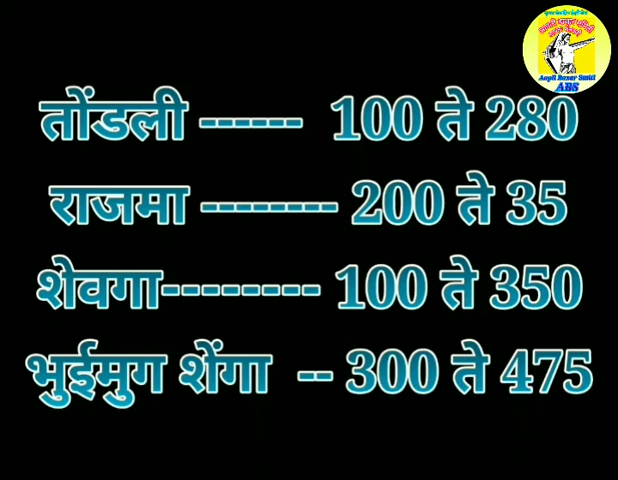 Aapli Bazar Samiti
ABS
तोंडली ------ 100 ते 280
राजमा -------- 200 ते 35
शेवगा-------- 100 ते 350
भुईमुग शेंगा -- 300 ते 475